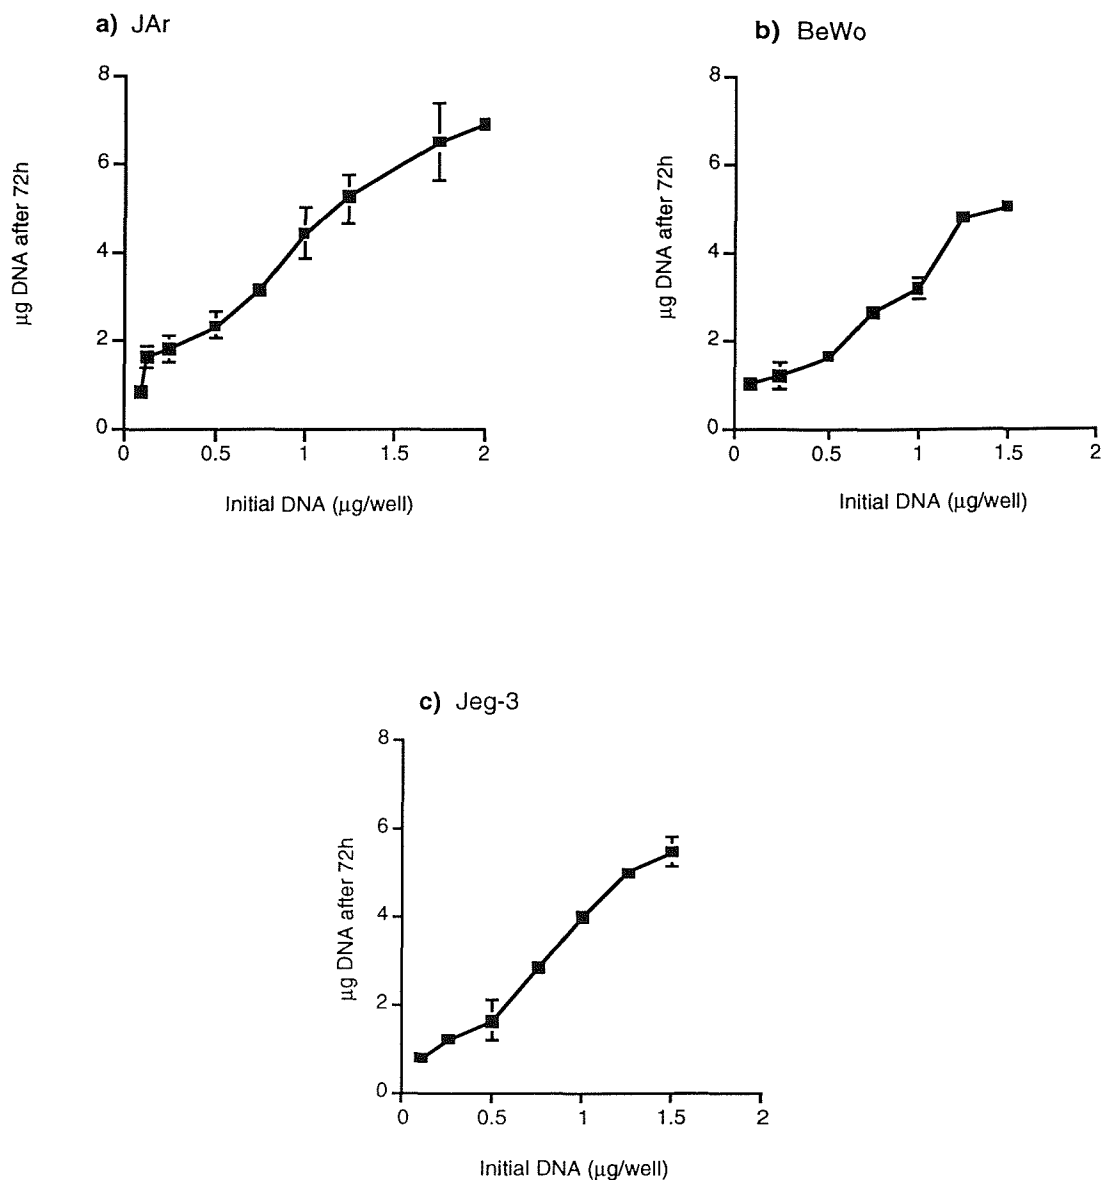 a) JAr
8
6
4
2
0
0 0.5 1 1.5 2
µg DNA after 72h
Initial DNA (µg/well)
b) BeWo
8
6
4
2
0
0 0.5 1 1.5 2
µg DNA after 72h
Initial DNA (µg/well)
c) Jeg-3
8
6
4
2
0
0 0.5 1 1.5 2
µg DNA after 72h
Initial DNA (µg/well)